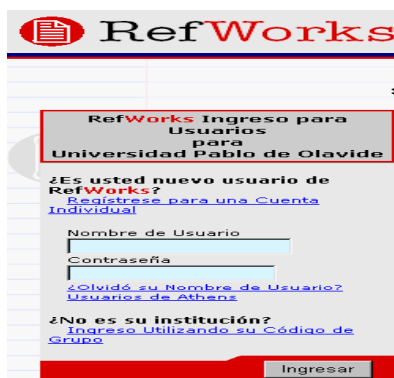 RefWorks
RefWorks Ingreso para
Usuarios
para
Universidad Pablo de Olavide
¿Es usted nuevo usuario de
RefWorks?
Regístrese para una Cuenta
Individual
Nombre de Usuario
Contraseña
¿Olvidó su Nombre de Usuario?
Usuarios de Athens
¿No es su institución?
Ingreso Utilizando su Código de
Grupo
Ingresar